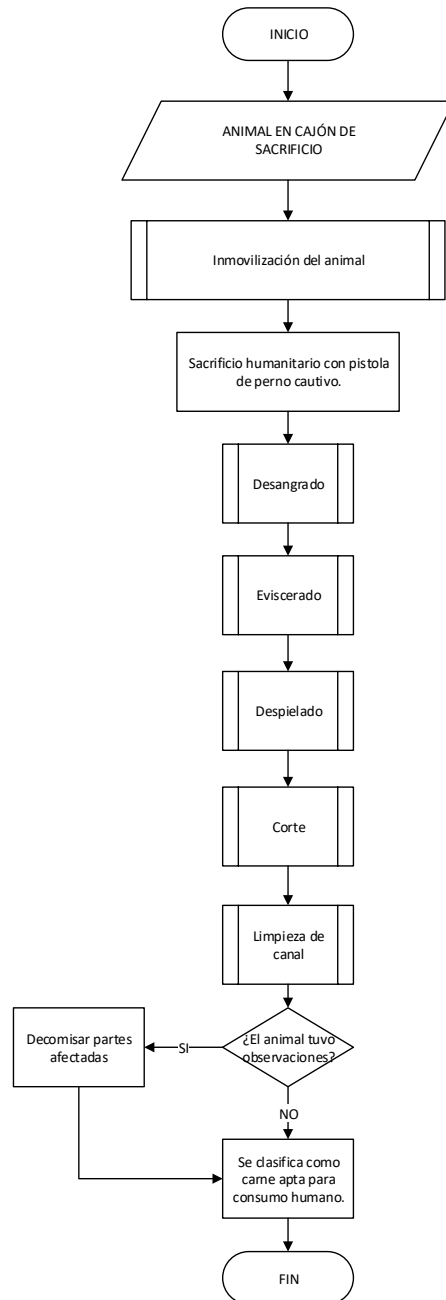 INICIO
ANIMAL EN CAJÓN DE
SACRIFICIO
Inmovilización del animal
Sacrificio humanitario con pistola
de perno cautivo.
Desangrado
Eviscerado
Despielado
Corte
Limpieza de
canal
¿El animal tuvo
observaciones?
SI
Decomisar partes
afectadas
NO
Se clasifica como
carne apta para
consumo humano.
FIN